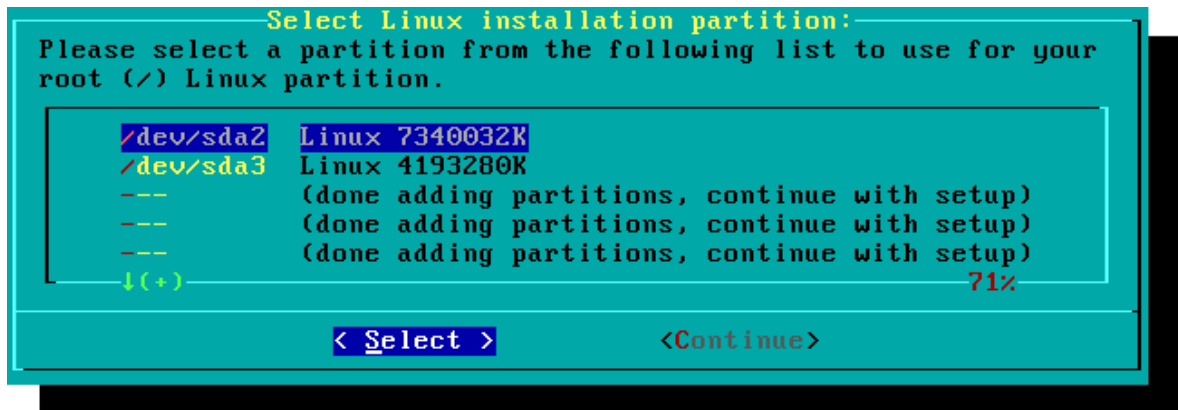 Select Linux installation partition:
Please select a partition from the following list to use for your
root (/) Linux partition.
/dev/sda2 Linux 7340032K
/dev/sda3 Linux 4193280K
--- (done adding partitions, continue with setup)
--- (done adding partitions, continue with setup)
--- (done adding partitions, continue with setup)
↓(+) 71%
< Select > <Continue>